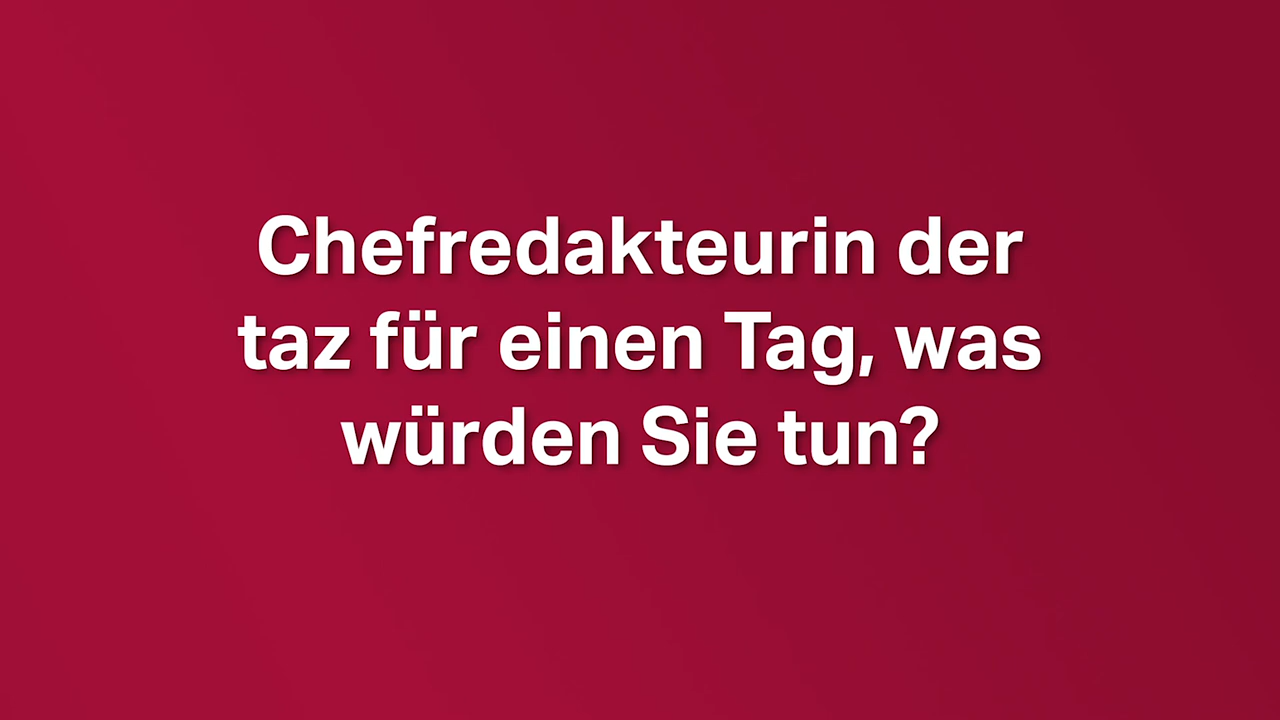 Chefredakteurin der
taz für einen Tag, was
würden Sie tun?